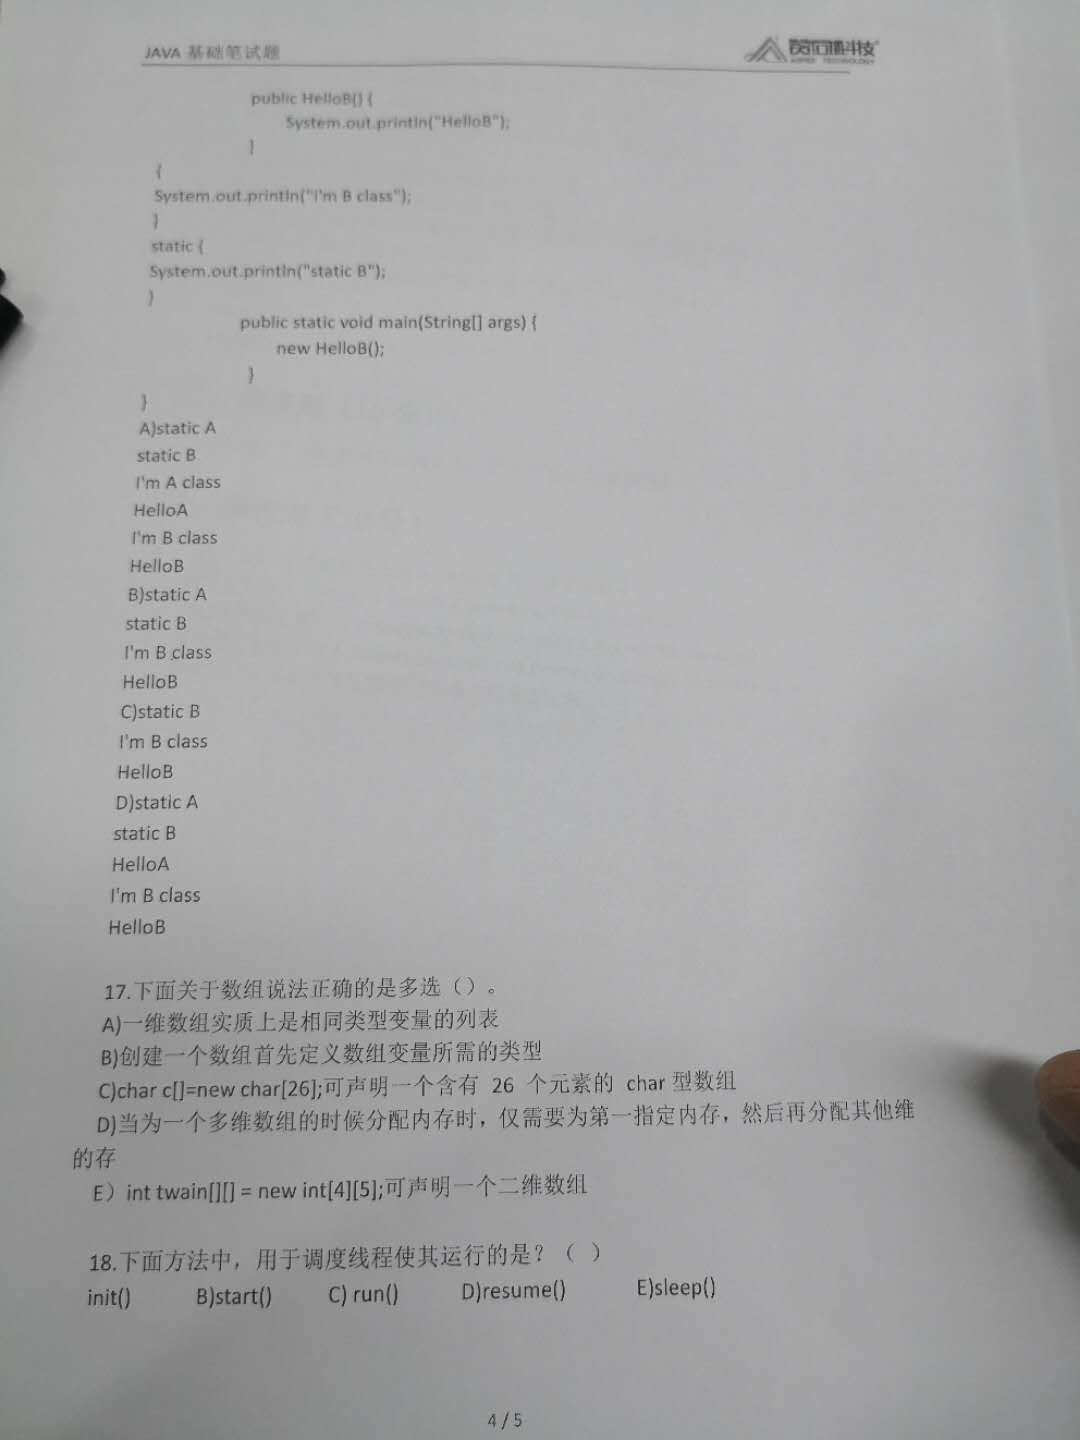 JAVA 基础笔试题
public HelloB() {
System.out.println("HelloB");
}
{
System.out.println("I'm B class");
}
static {
System.out.println("static B");
}
public static void main(String[] args) {
new HelloB();
}
}
A)static A
static B
I'm A class
HelloA
I'm B class
HelloB
B)static A
static B
I'm B class
HelloB
C)static B
I'm B class
HelloB
D)static A
static B
HelloA
I'm B class
HelloB
17.下面关于数组说法正确的是多选（）。
A)一维数组实质上是相同类型变量的列表
B)创建一个数组首先定义数组变量所需的类型
C)char c[]=new char[26];可声明一个含有 26 个元素的 char 型数组
D)当为一个多维数组的时候分配内存时，仅需要为第一指定内存，然后再分配其他维
的存
E）int twain[][] = new int[4][5];可声明一个二维数组
18.下面方法中，用于调度线程使其运行的是？（ ）
init() B)start() C) run() D)resume() E)sleep()
4 / 5